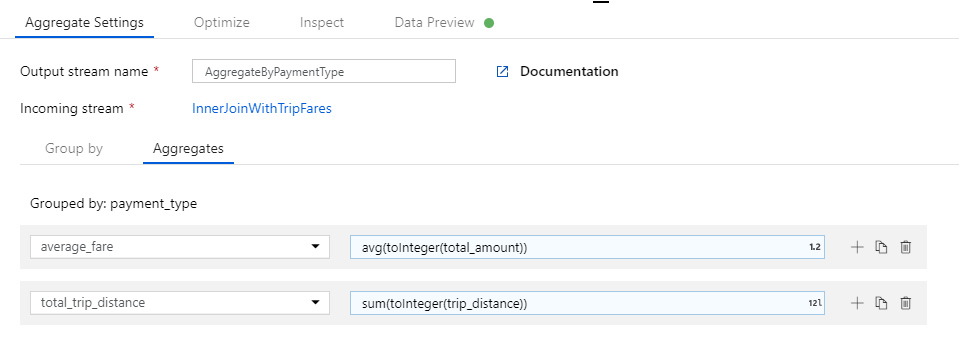 Aggregate Settings Optimize Inspect Data Preview
Output stream name * AggregateByPaymentType Documentation
Incoming stream * InnerJoinWithTripFares
Group by Aggregates
Grouped by: payment_type
average_fare avg(toInteger(total_amount)) 1.2
total_trip_distance sum(toInteger(trip_distance)) 12l